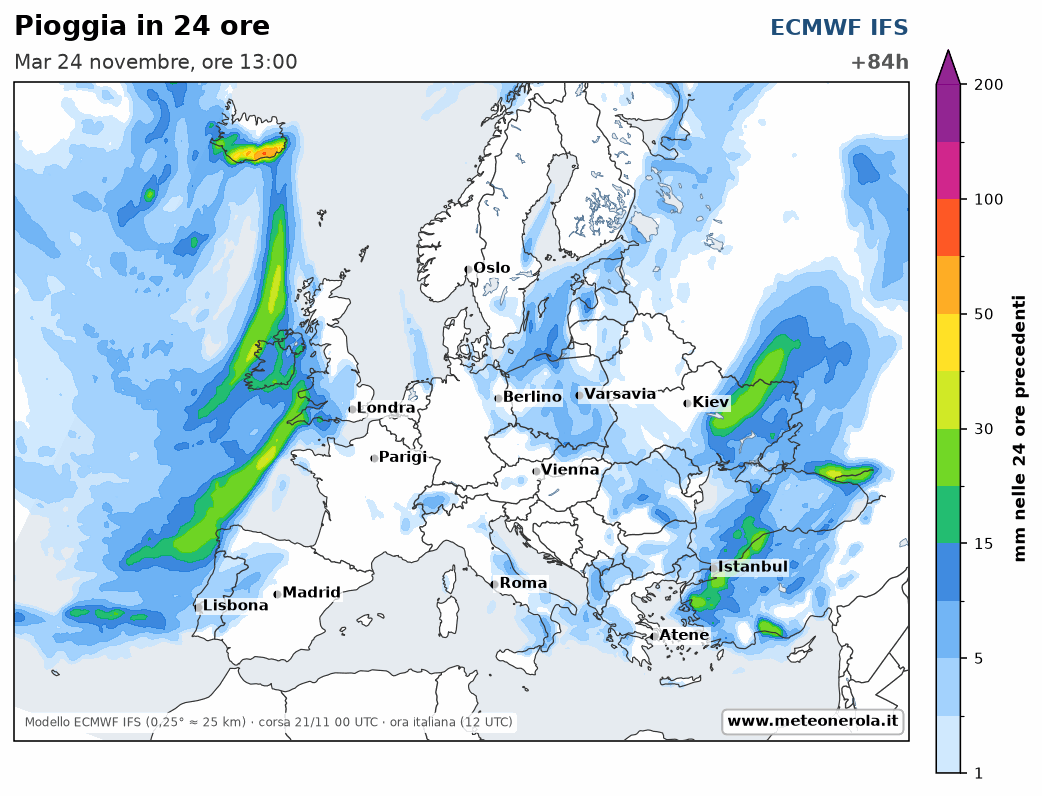 Pioggia in 24 ore
ECMWF IFS
Mar 24 novembre, ore 13:00
+84h
200
100
50
30
15
5
1
mm nelle 24 ore precedenti
Oslo
Berlino
Varsavia
Kiev
Londra
Parigi
Vienna
Istanbul
Roma
Madrid
Lisbona
Atene
Modello ECMWF IFS (0,25° ≈ 25 km) · corsa 21/11 00 UTC · ora italiana (12 UTC)
www.meteonerola.it